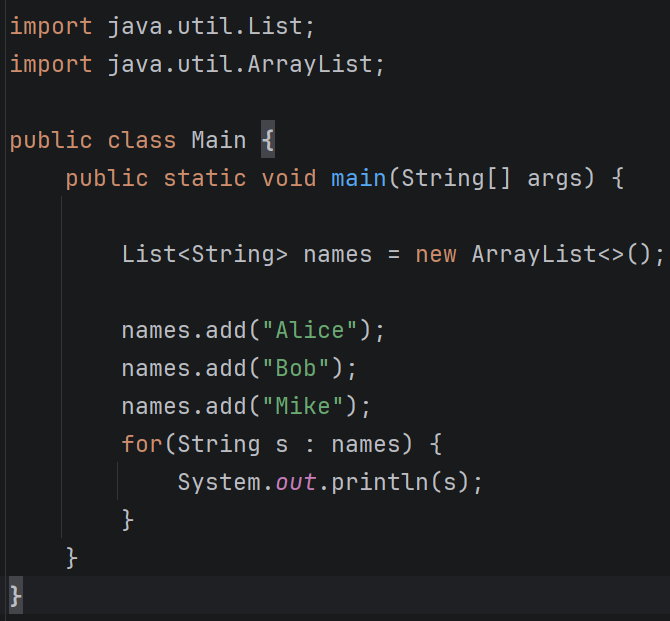 import java.util.List;
import java.util.ArrayList;

public class Main {
    public static void main(String[] args) {

        List<String> names = new ArrayList<>();

        names.add("Alice");
        names.add("Bob");
        names.add("Mike");
        for(String s : names) {
            System.out.println(s);
        }
    }
}